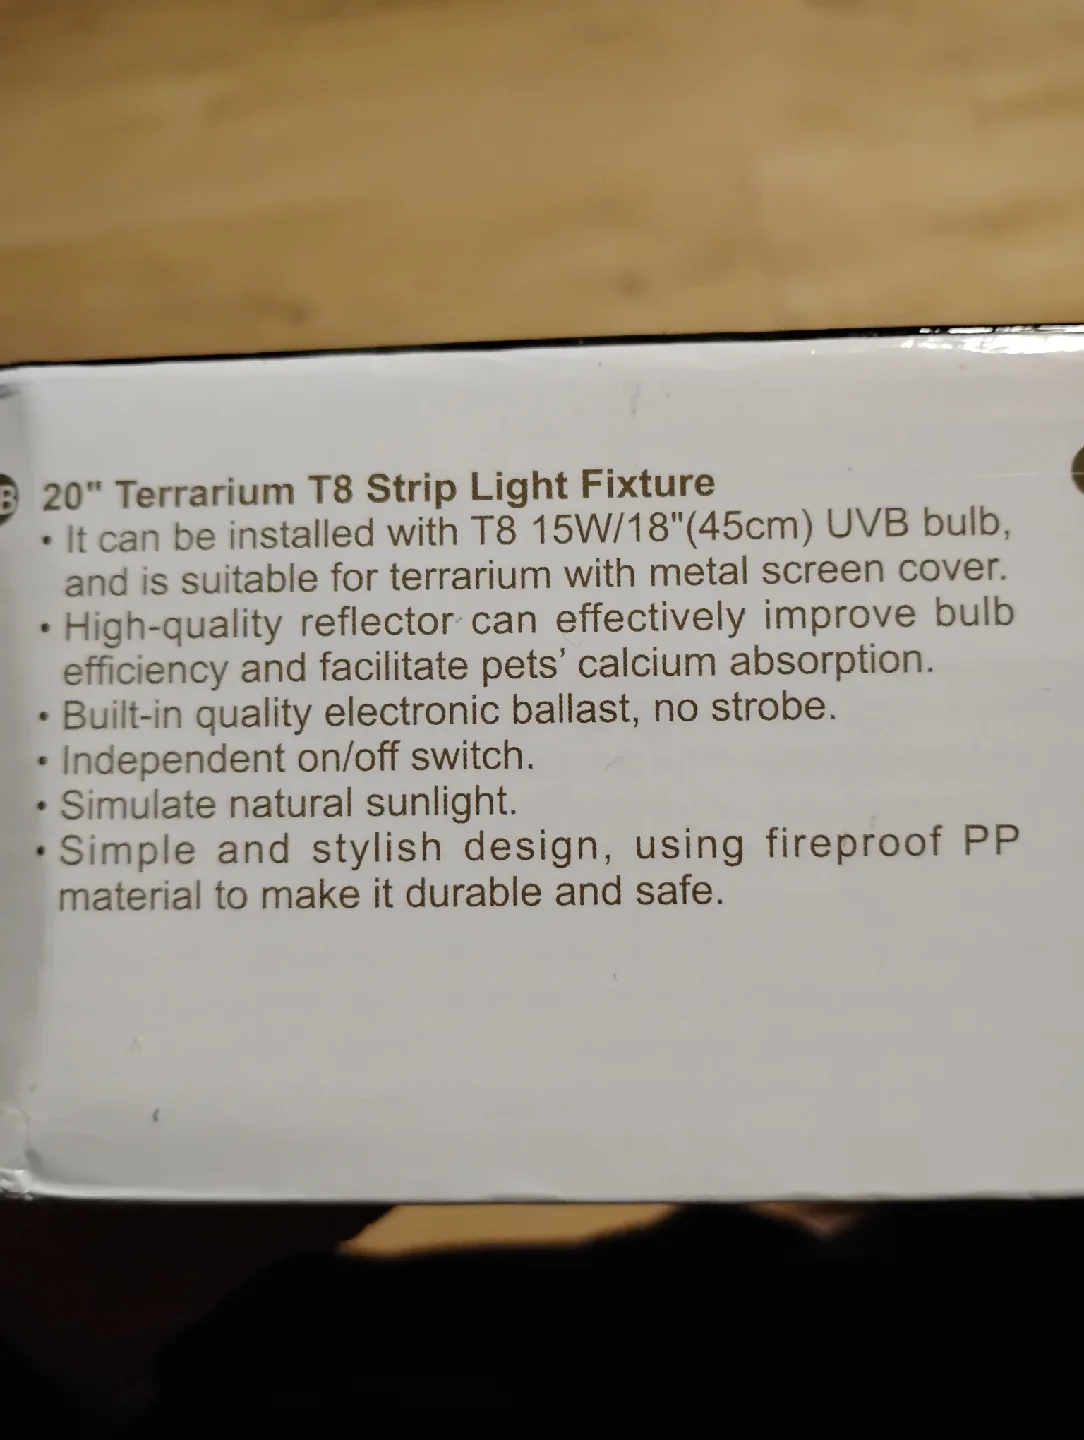 20" Terrarium T8 Strip Light Fixture
• It can be installed with T8 15W/18"(45cm) UVB bulb,
and is suitable for terrarium with metal screen cover.
• High-quality reflector can effectively improve bulb
efficiency and facilitate pets' calcium absorption.
• Built-in quality electronic ballast, no strobe.
• Independent on/off switch.
• Simulate natural sunlight.
• Simple and stylish design, using fireproof PP
material to make it durable and safe.